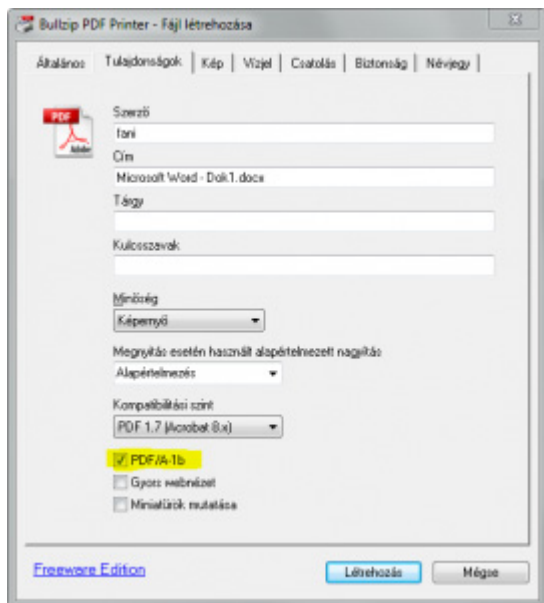 Bullzip PDF Printer - Fájl létrehozása
Általános Tulajdonságok Kép Vízjel Csatolás Biztonság Névjegy
PDF
Adobe
Szerző
fani
Cím
Microsoft Word - Dok1.docx
Tárgy
Kulcsszavak
Minőség
Képernyő
Megnyitás esetén használt alapértelmezett nagyítás
Alapértelmezés
Kompatibilitási szint
PDF 1.7 (Acrobat 8.x)
PDF/A-1b
Gyors webnézet
Miniatűrök mutatása
Freeware Edition
Létrehozás Mégse